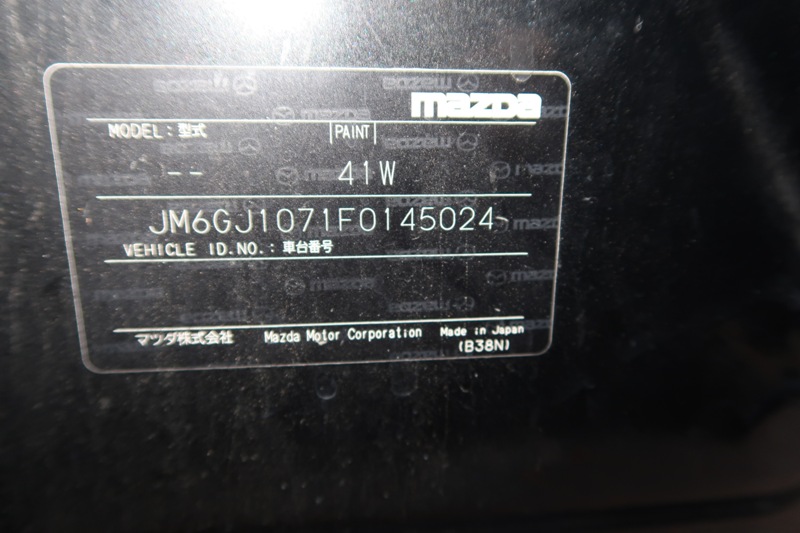 mazda
MODEL: 型式 PAINT
-- 41W
JM6GJ1071F0145024
VEHICLE ID.NO.: 車台番号
マツダ株式会社 Mazda Motor Corporation Made in Japan
(B38N)